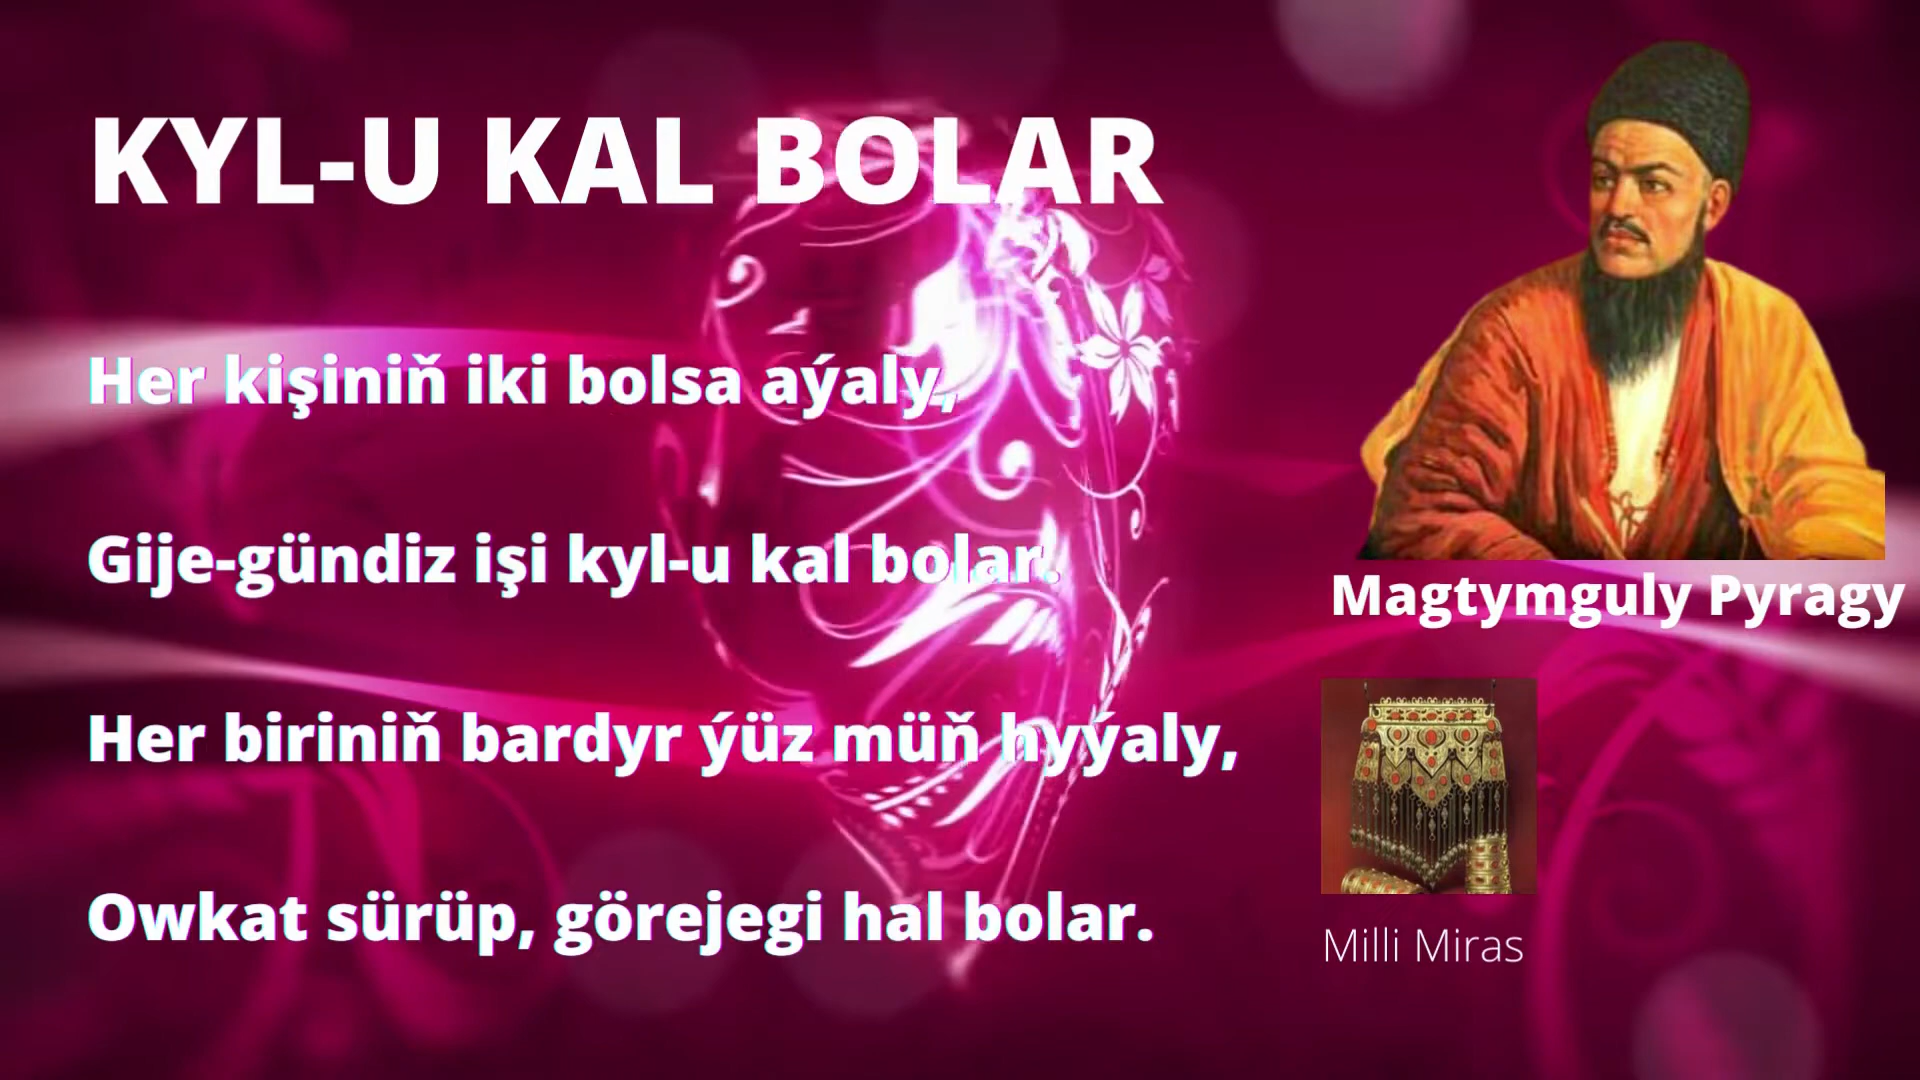 KYL-U KAL BOLAR
Her kişiniň iki bolsa aýaly,
Gije-gündiz işi kyl-u kal bolar.
Her biriniň bardyr ýüz müň hyýaly,
Owkat sürüp, görejegi hal bolar.
Magtymguly Pyragy
Milli Miras